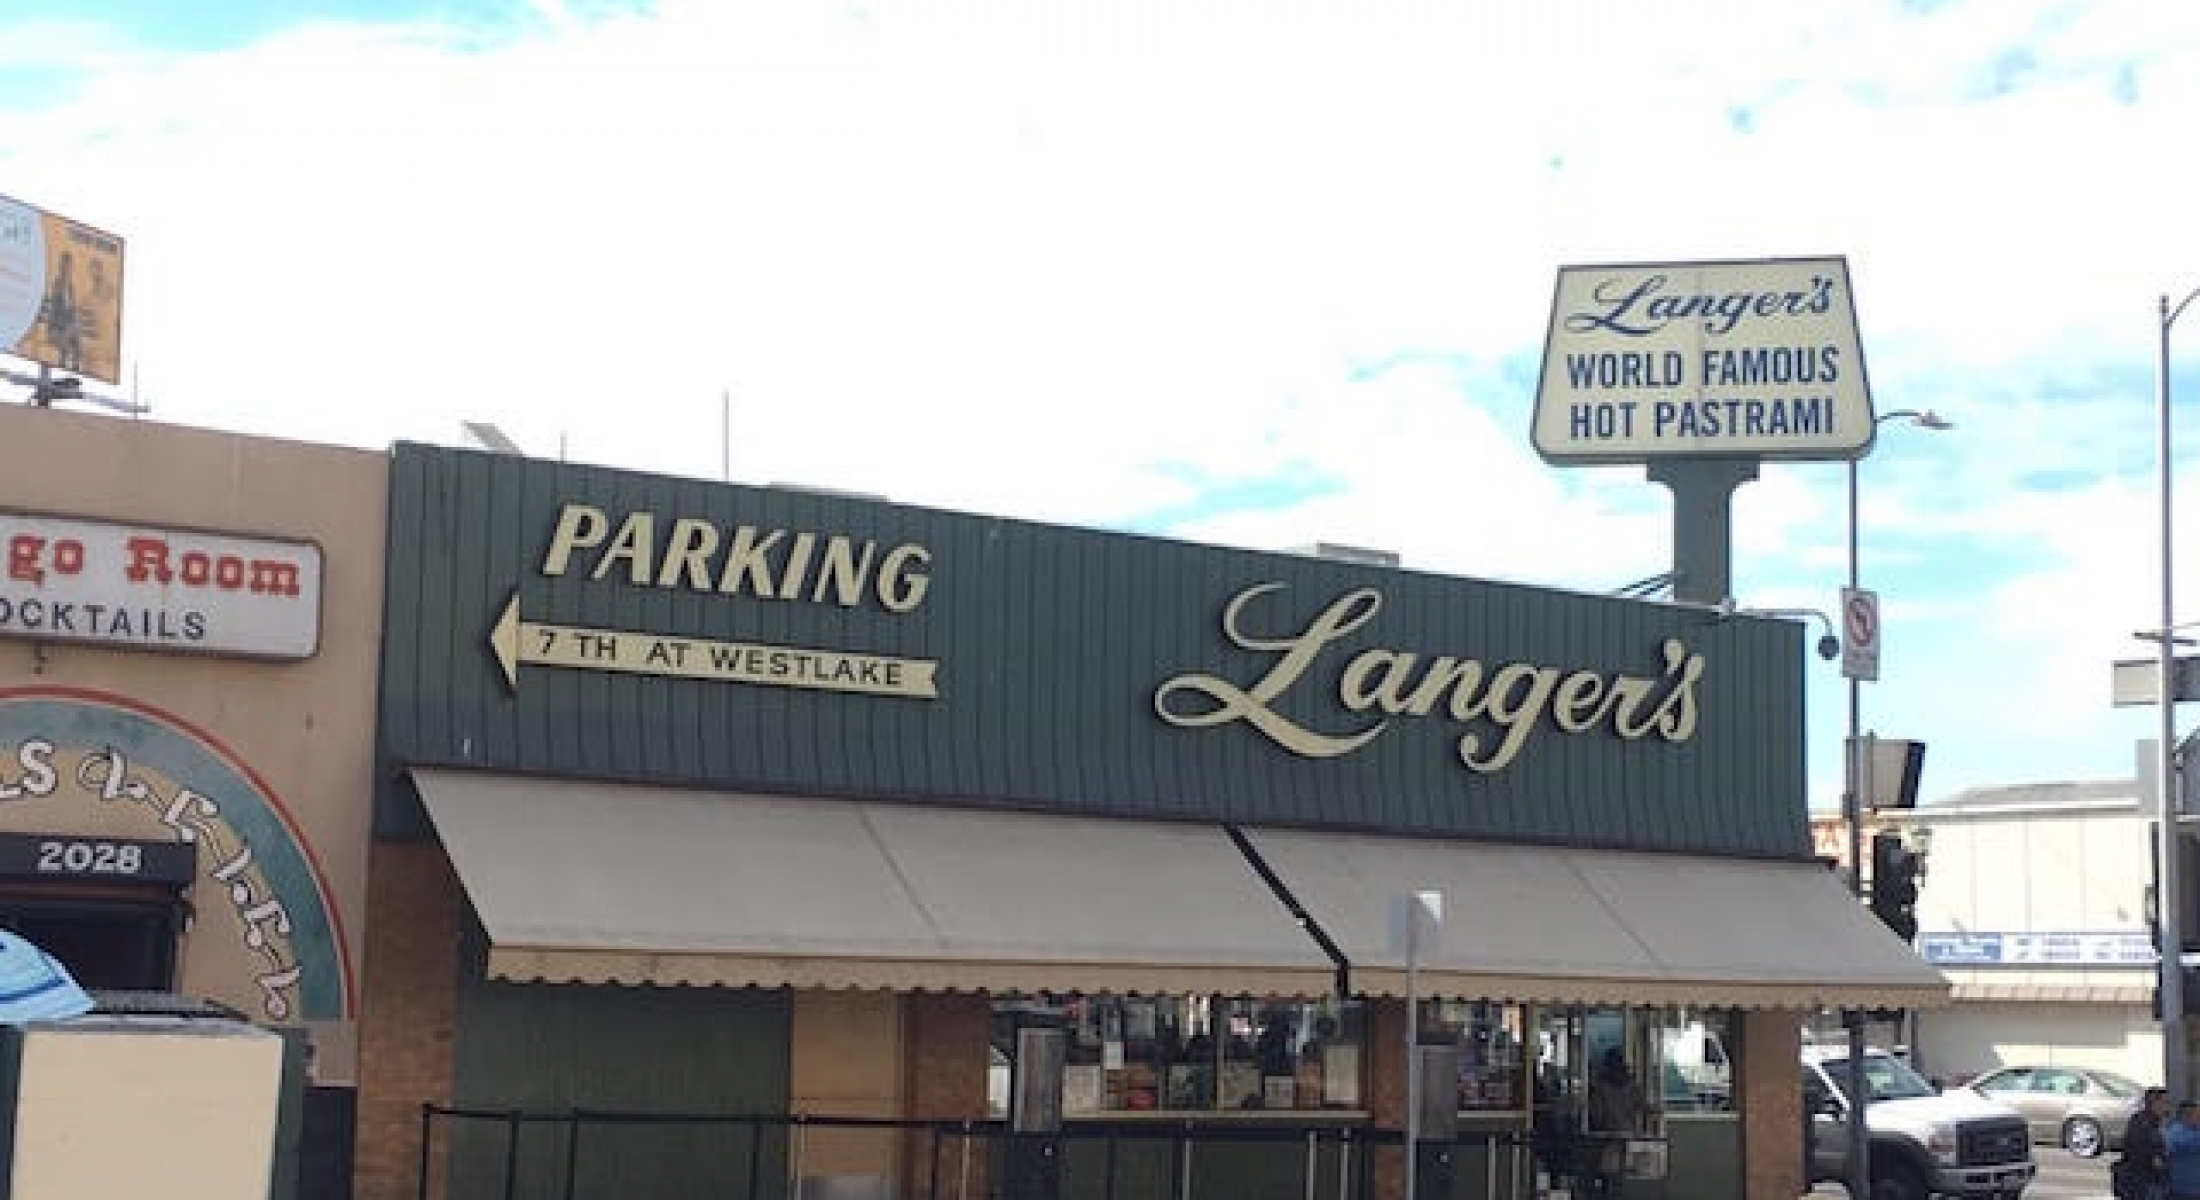 go Room
OCKTAILS
2028
PARKING
7 TH AT WESTLAKE
Langer's
Langer's
WORLD FAMOUS
HOT PASTRAMI